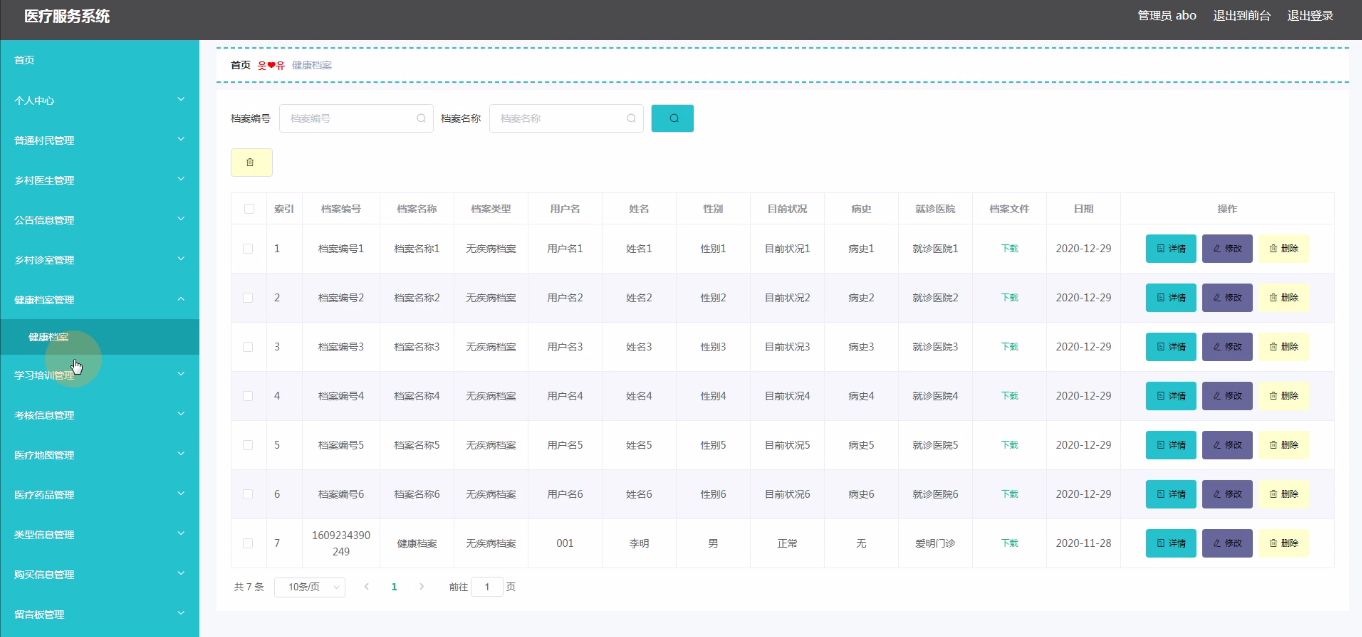 医疗服务系统
管理员 abo 退出到前台 退出登录
首页
个人中心
普通村民管理
乡村医生管理
公告信息管理
乡村诊室管理
健康档案管理
健康档案
学习培训管理
考核信息管理
医疗地图管理
医疗药品管理
类型信息管理
购买信息管理
留言板管理
首页 웃❤유 健康档案
档案编号 档案编号 档案名称 档案名称
索引 档案编号 档案名称 档案类型 用户名 姓名 性别 目前状况 病史 就诊医院 档案文件 日期 操作
1 档案编号1 档案名称1 无疾病档案 用户名1 姓名1 性别1 目前状况1 病史1 就诊医院1 下载 2020-12-29 详情 修改 删除
2 档案编号2 档案名称2 无疾病档案 用户名2 姓名2 性别2 目前状况2 病史2 就诊医院2 下载 2020-12-29 详情 修改 删除
3 档案编号3 档案名称3 无疾病档案 用户名3 姓名3 性别3 目前状况3 病史3 就诊医院3 下载 2020-12-29 详情 修改 删除
4 档案编号4 档案名称4 无疾病档案 用户名4 姓名4 性别4 目前状况4 病史4 就诊医院4 下载 2020-12-29 详情 修改 删除
5 档案编号5 档案名称5 无疾病档案 用户名5 姓名5 性别5 目前状况5 病史5 就诊医院5 下载 2020-12-29 详情 修改 删除
6 档案编号6 档案名称6 无疾病档案 用户名6 姓名6 性别6 目前状况6 病史6 就诊医院6 下载 2020-12-29 详情 修改 删除
7 1609234390249 健康档案 无疾病档案 001 李明 男 正常 无 爱明门诊 下载 2020-11-28 详情 修改 删除
共 7 条 10条/页 1 前往 1 页